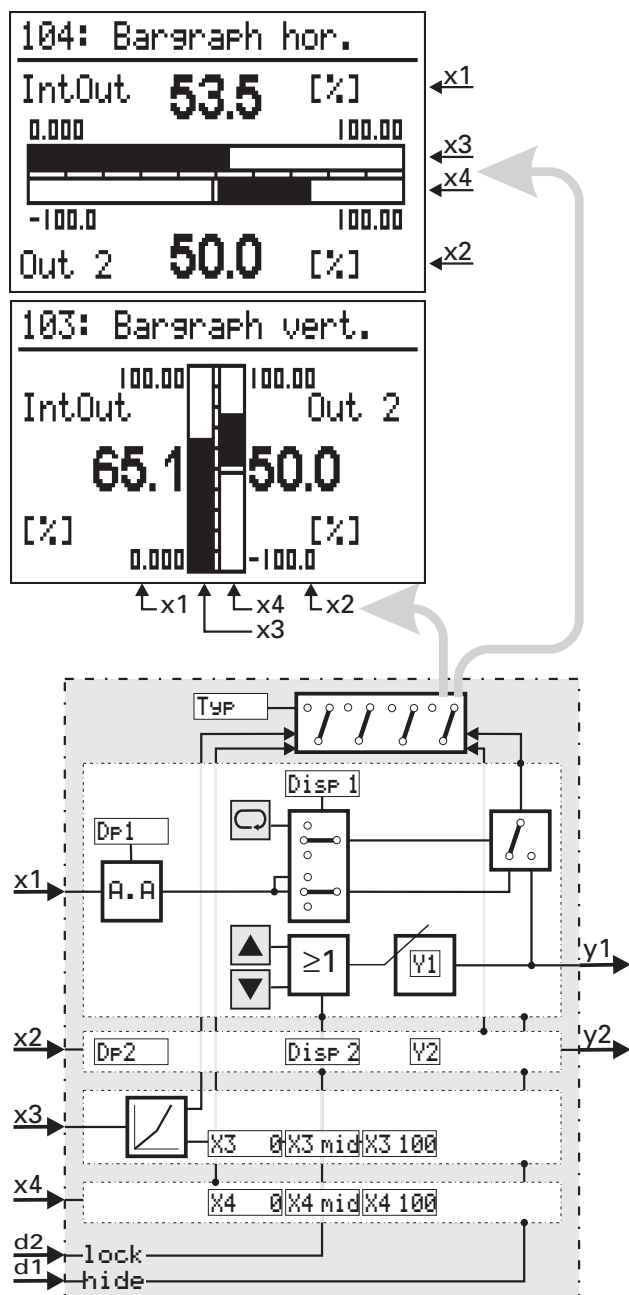 104: Bargraph hor.
IntOut 53.5 [%]
x1
0.000 100.00
x3
x4
-100.0 100.00
Out 2 50.0 [%]
x2
103: Bargraph vert.
100.00 100.00
IntOut Out 2
65.1 50.0
[%] [%]
0.000 -100.0
x1 x4 x2
x3
Typ
Disp 1
Dp1
x1 A.A
≥1 Y1 y1
x2 Dp2 Disp 2 Y2 y2
x3
X3 0 X3 mid X3 100
x4
X4 0 X4 mid X4 100
d2 lock
d1 hide